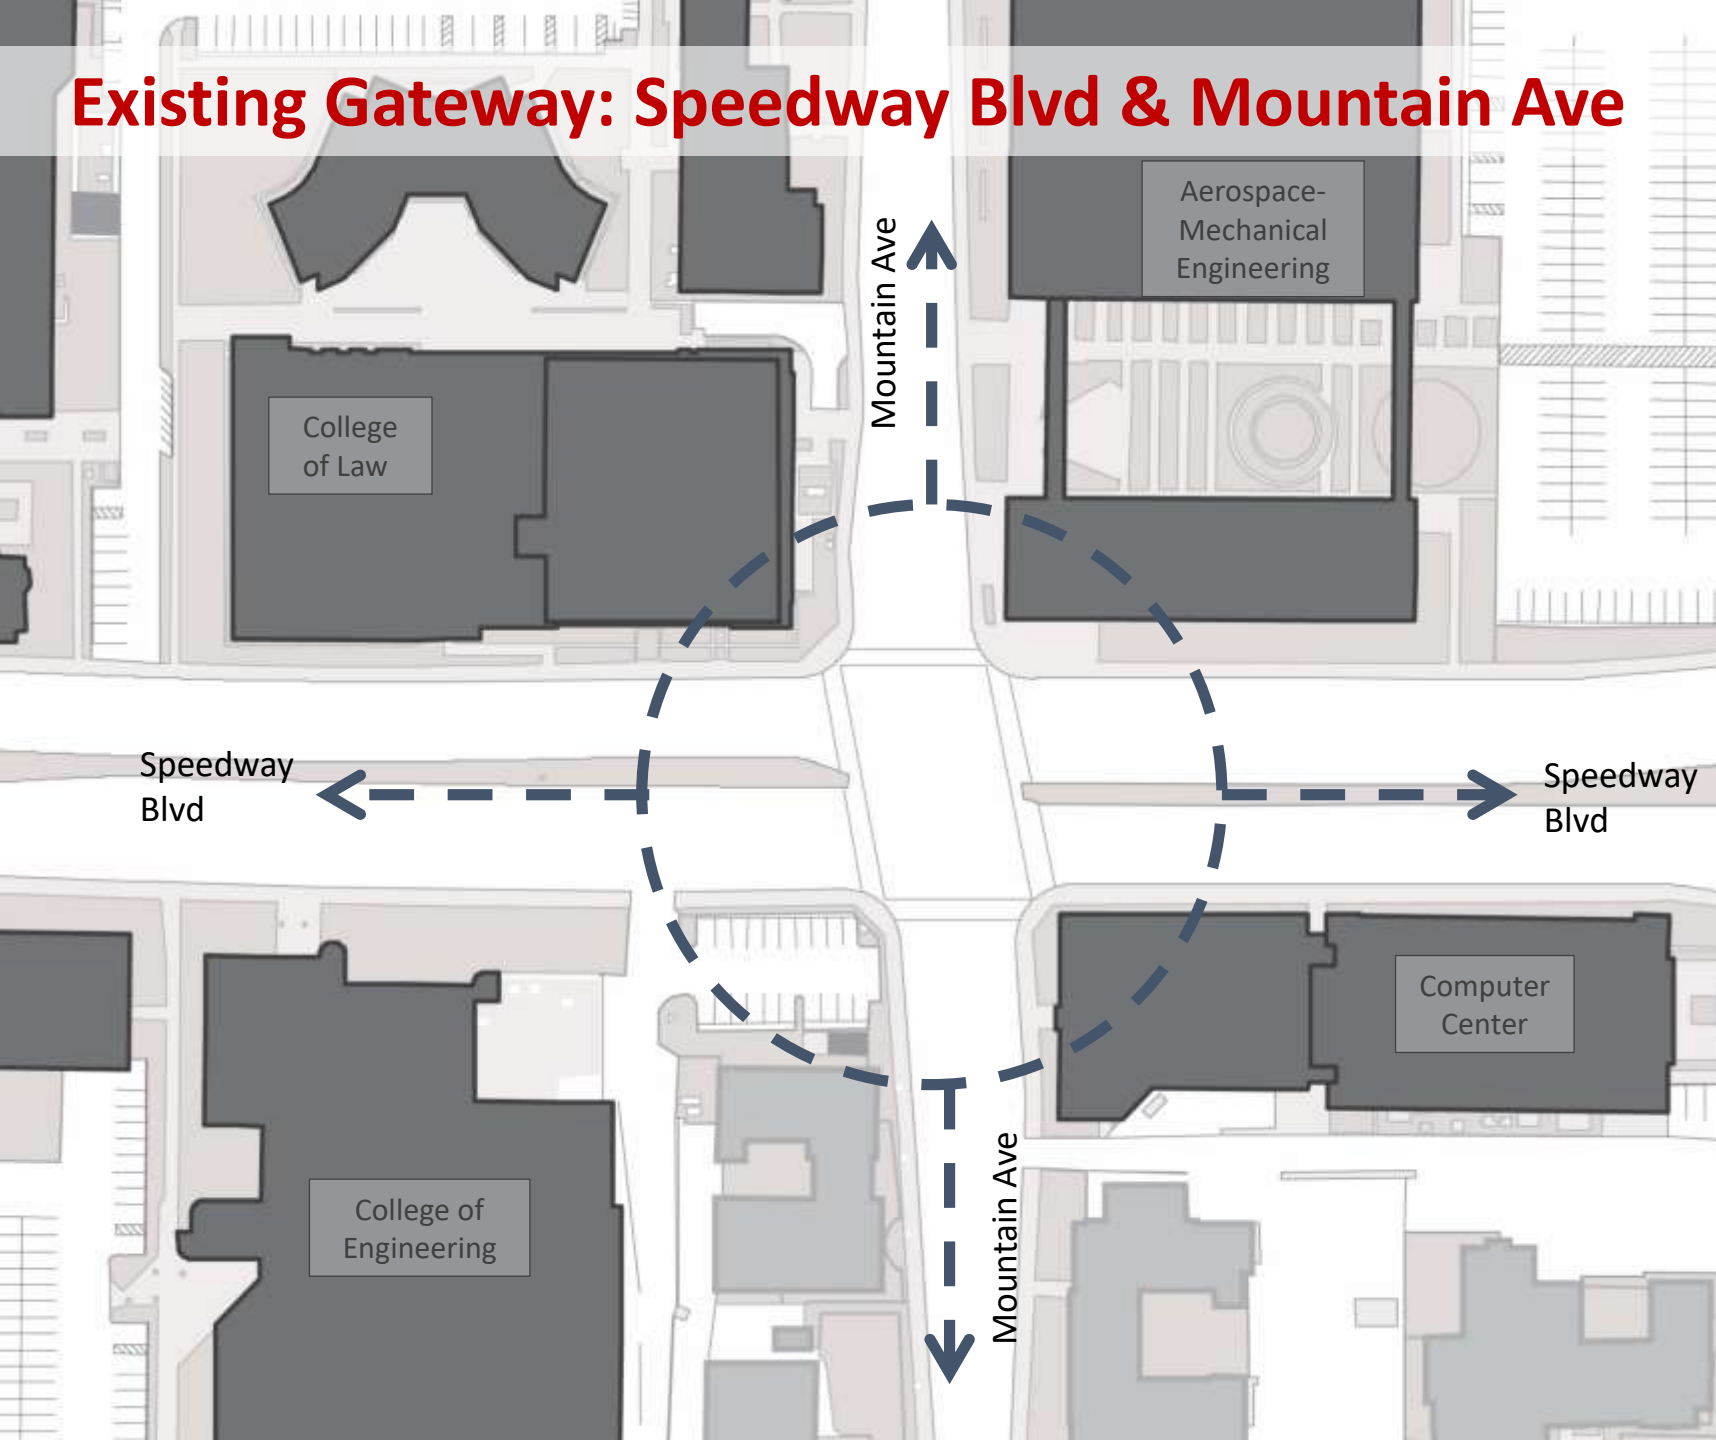 Existing Gateway: Speedway Blvd & Mountain Ave
Aerospace-
Mechanical
Engineering
Mountain Ave
College
of Law
Speedway
Blvd
Speedway
Blvd
Computer
Center
College of
Engineering
Mountain Ave